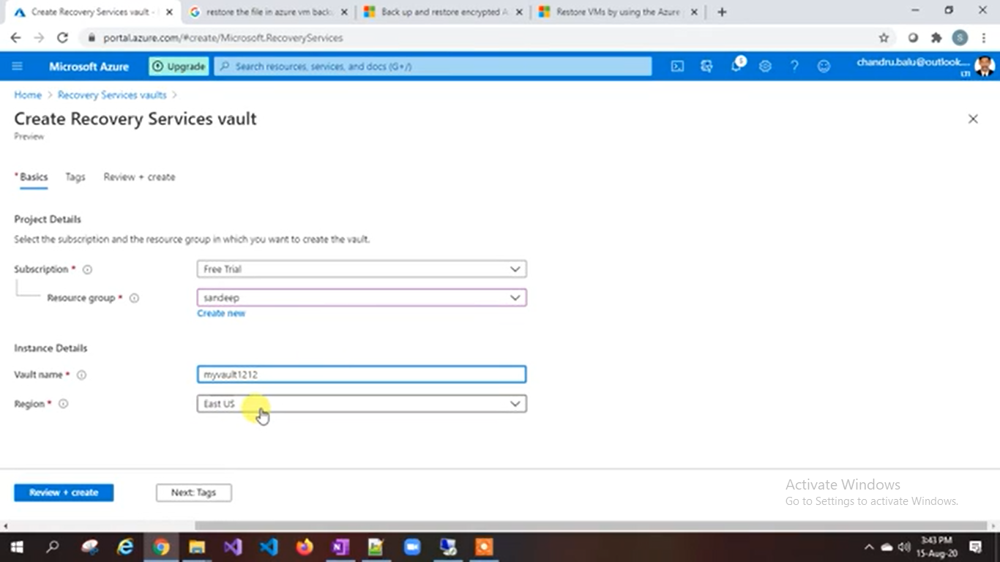 Create Recovery Services vault -
restore the file in azure vm back
Back up and restore encrypted A
Restore VMs by using the Azure
portal.azure.com/#create/Microsoft.RecoveryServices
S
Microsoft Azure
Upgrade
Search resources, services, and docs (G+/)
chandru.balu@outlook....
LTI
Home > Recovery Services vaults >
Create Recovery Services vault
Preview
* Basics
Tags
Review + create
Project Details
Select the subscription and the resource group in which you want to create the vault.
Subscription *
Free Trial
Resource group *
sandeep
Create new
Instance Details
Vault name *
myvault1212
Region *
East US
Review + create
Next: Tags
Activate Windows
Go to Settings to activate Windows.
3:43 PM
15-Aug-20